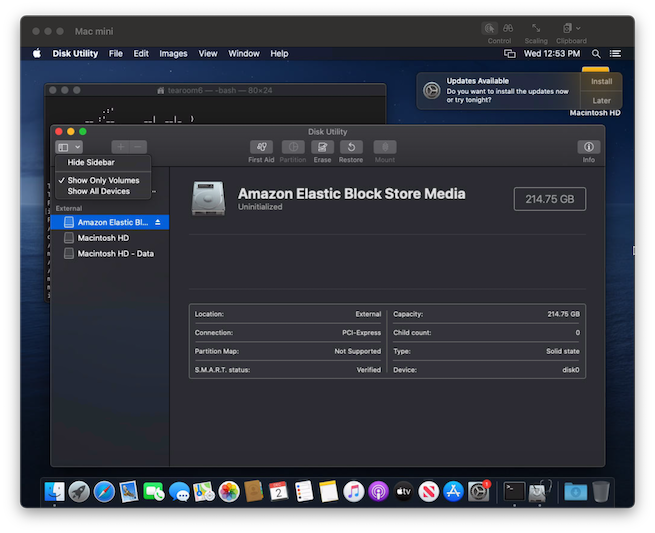 Mac mini
Control
Scaling
Clipboard
Disk Utility File Edit Images View Window Help
Wed 12:53 PM
Updates Available
Do you want to install the updates now
or try tonight?
Install
Later
Macintosh HD
tearoom6 — -bash — 80×24
Disk Utility
First Aid
Partition
Erase
Restore
Mount
Info
Hide Sidebar
✓ Show Only Volumes
Show All Devices
External
Amazon Elastic Bl...
Macintosh HD
Macintosh HD - Data
Amazon Elastic Block Store Media
Uninitialized
214.75 GB
Location: External
Capacity: 214.75 GB
Connection: PCI-Express
Child count: 0
Partition Map: Not Supported
Type: Solid state
S.M.A.R.T. status: Verified
Device: disk0
2
1
tv